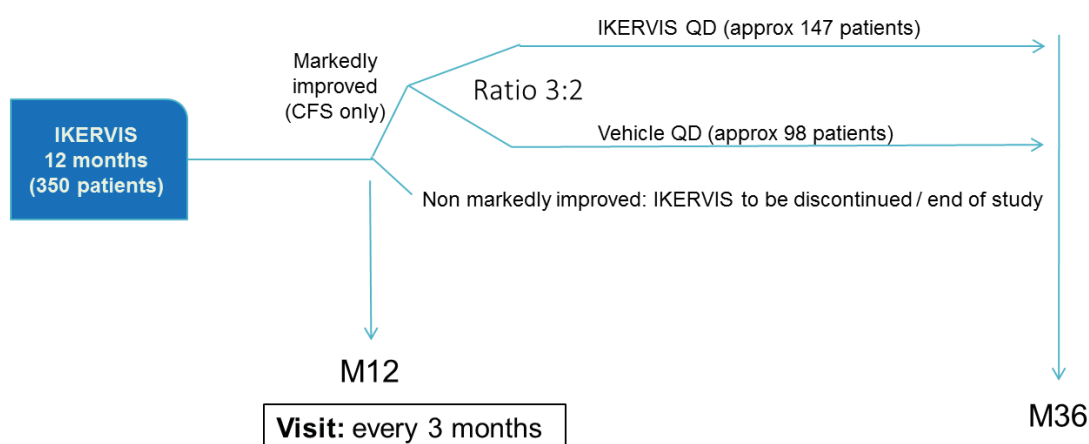 IKERVIS QD (approx 147 patients)
Markedly
improved
(CFS only)
Ratio 3:2
IKERVIS
12 months
(350 patients)
Vehicle QD (approx 98 patients)
Non markedly improved: IKERVIS to be discontinued / end of study
M12
M36
Visit: every 3 months